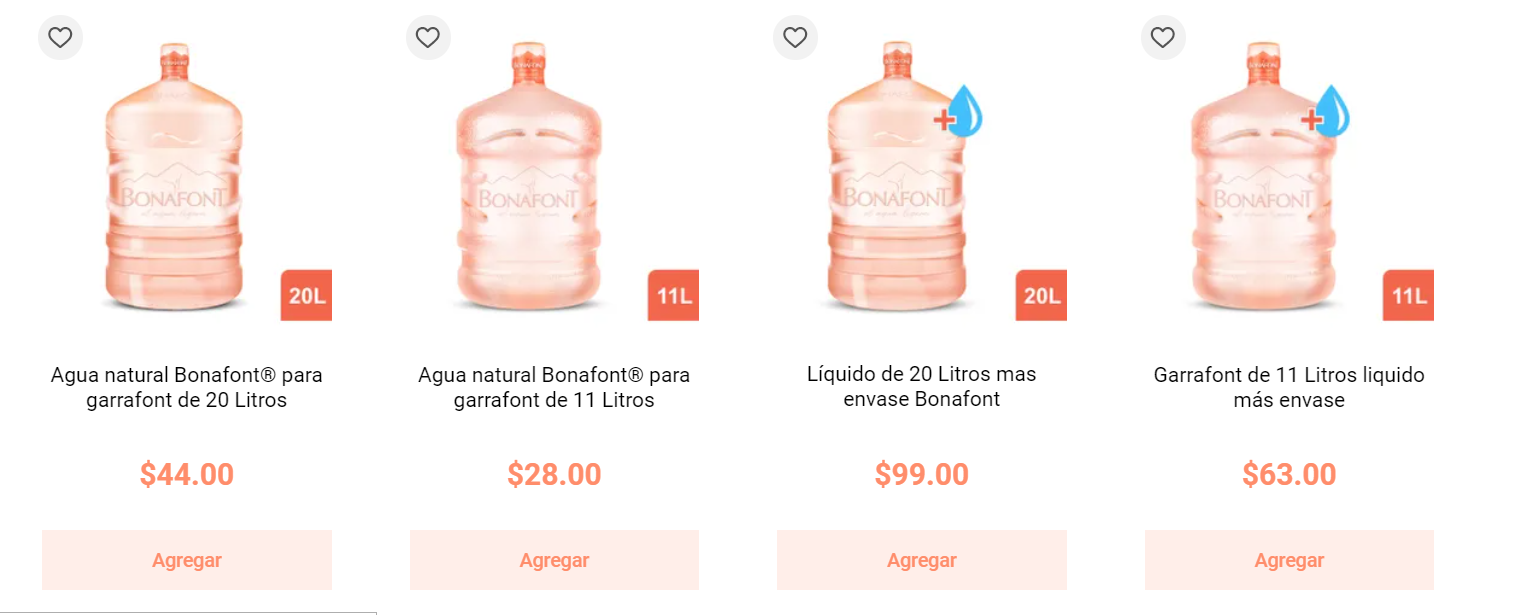 BONAFONT
BONAFONT
BONAFONT
BONAFONT
20L
11L
20L
11L
Agua natural Bonafont® para
garrafont de 20 Litros
Agua natural Bonafont® para
garrafont de 11 Litros
Líquido de 20 Litros mas
envase Bonafont
Garrafont de 11 Litros liquido
más envase
$44.00
$28.00
$99.00
$63.00
Agregar
Agregar
Agregar
Agregar